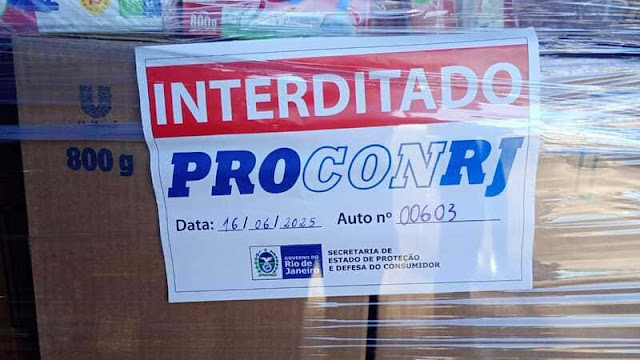 800g
INTERDITADO
800 g
PROCONRJ
Data: 16/06/2025 Auto nº 00603
GOVERNO DO
Rio de
Janeiro
SECRETARIA DE
ESTADO DE PROTEÇÃO
E DEFESA DO CONSUMIDOR